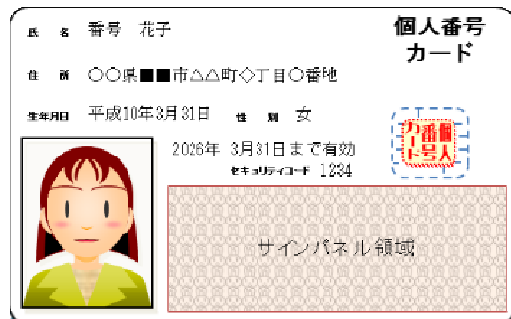 氏名 番号 花子
個人番号
カード
住所 〇〇県■■市△△町◇丁目〇番地
生年月日 平成10年3月31日 性別 女
2026年 3月31日まで有効
セキュリティコード 1234
個人
番号
カード
サインパネル領域